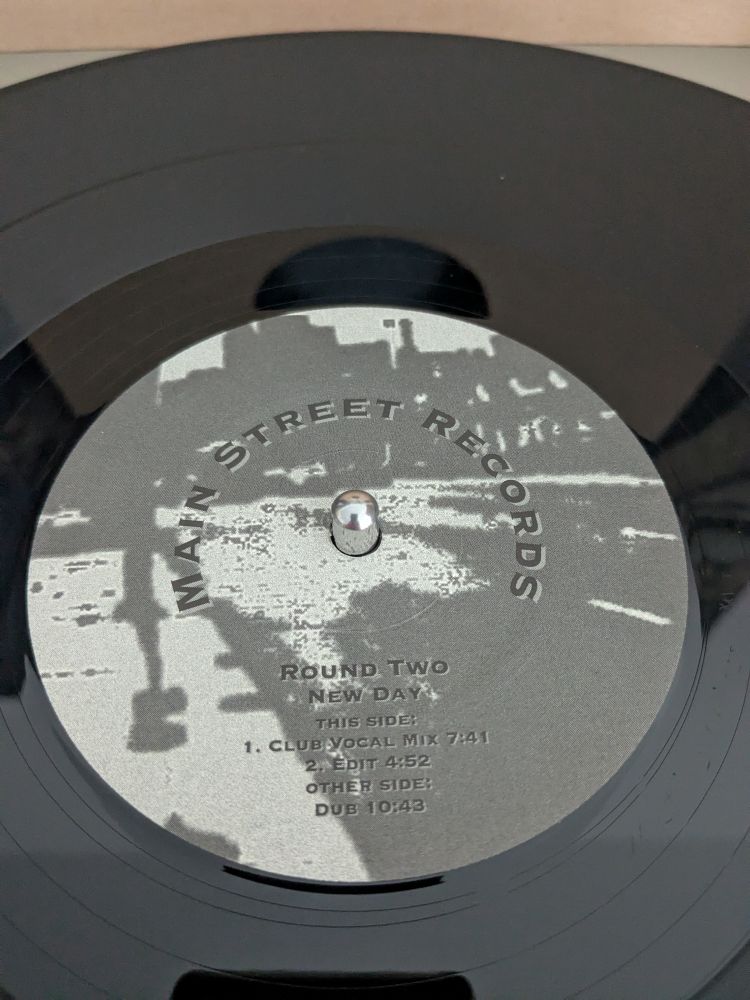 Main Street Records
Round Two
New Day
this side:
1. Club Vocal Mix 7:41
2. Edit 4:52
other side:
Dub 10:43